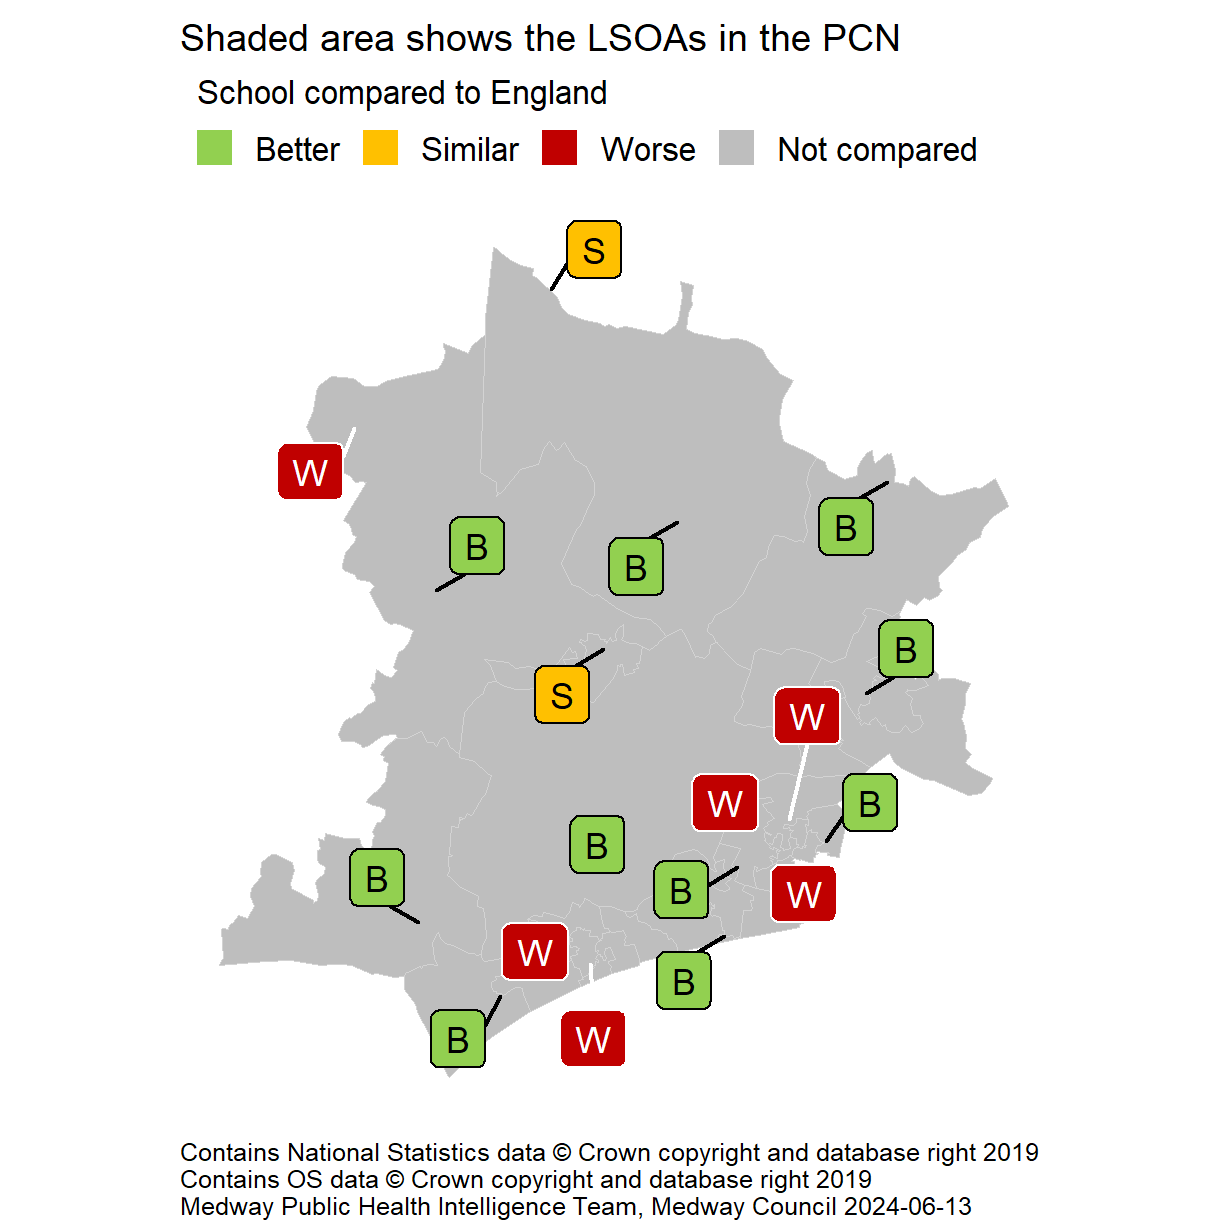 Shaded area shows the LSOAs in the PCN
School compared to England
Better Similar Worse Not compared
S
W
B
B
B
B
S
W
W
B
B
B
B
W
W
B
B
W
Contains National Statistics data © Crown copyright and database right 2019
Contains OS data © Crown copyright and database right 2019
Medway Public Health Intelligence Team, Medway Council 2024-06-13